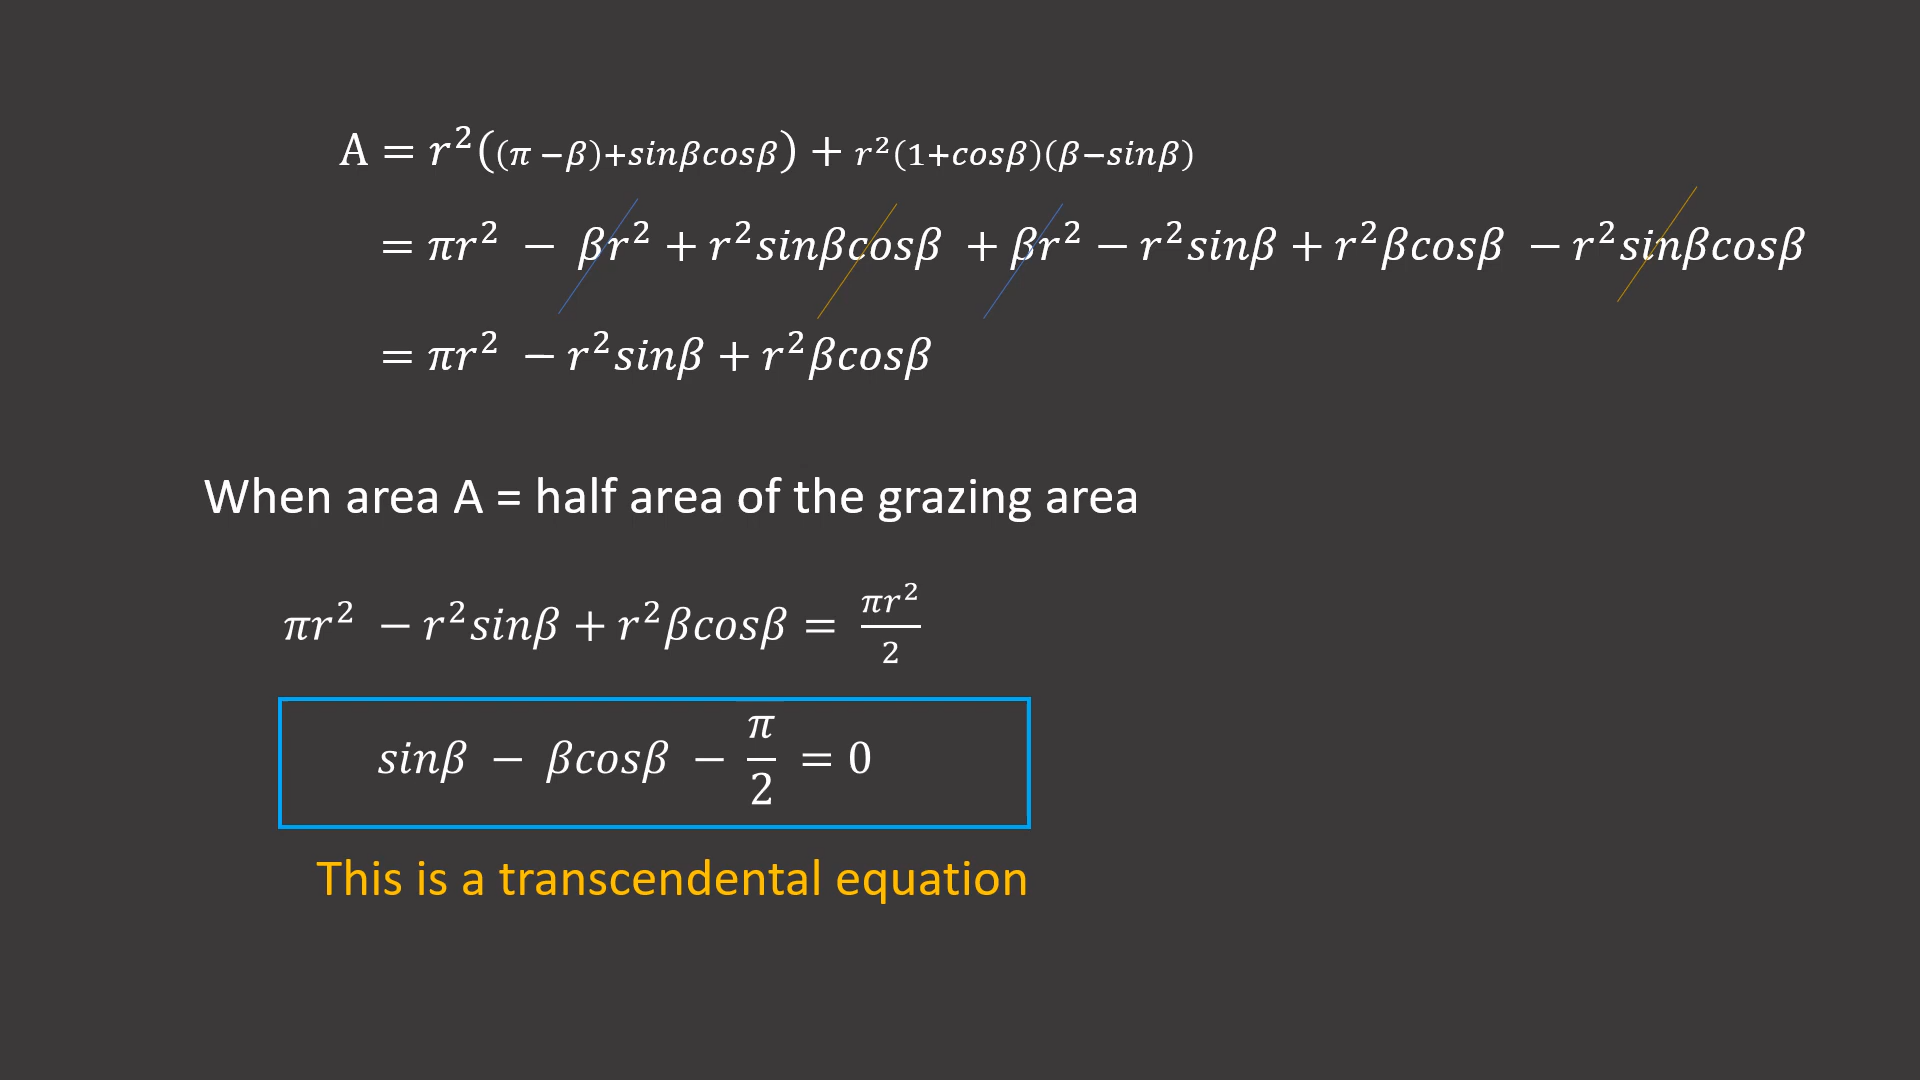 A = r²((π −β)+sinβcosβ) + r²(1+cosβ)(β−sinβ)
= πr² − βr² + r²sinβcosβ + βr² − r²sinβ + r²βcosβ − r²sinβcosβ
= πr² − r²sinβ + r²βcosβ
When area A = half area of the grazing area
πr² − r²sinβ + r²βcosβ = πr²/2
sinβ − βcosβ − π/2 = 0
This is a transcendental equation